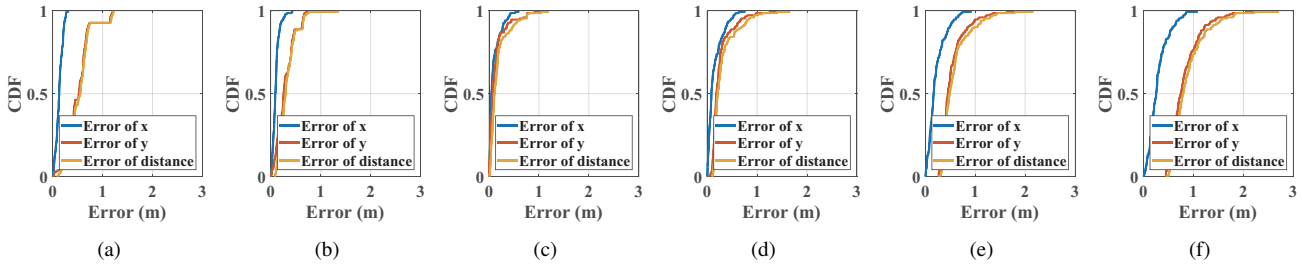 1
CDF
0.5
Error of x
Error of y
Error of distance
0
0 1 2 3
Error (m)
(a)
1
CDF
0.5
Error of x
Error of y
Error of distance
0
0 1 2 3
Error (m)
(b)
1
CDF
0.5
Error of x
Error of y
Error of distance
0
0 1 2 3
Error (m)
(c)
1
CDF
0.5
Error of x
Error of y
Error of distance
0
0 1 2 3
Error (m)
(d)
1
CDF
0.5
Error of x
Error of y
Error of distance
0
0 1 2 3
Error (m)
(e)
1
CDF
0.5
Error of x
Error of y
Error of distance
0
0 1 2 3
Error (m)
(f)